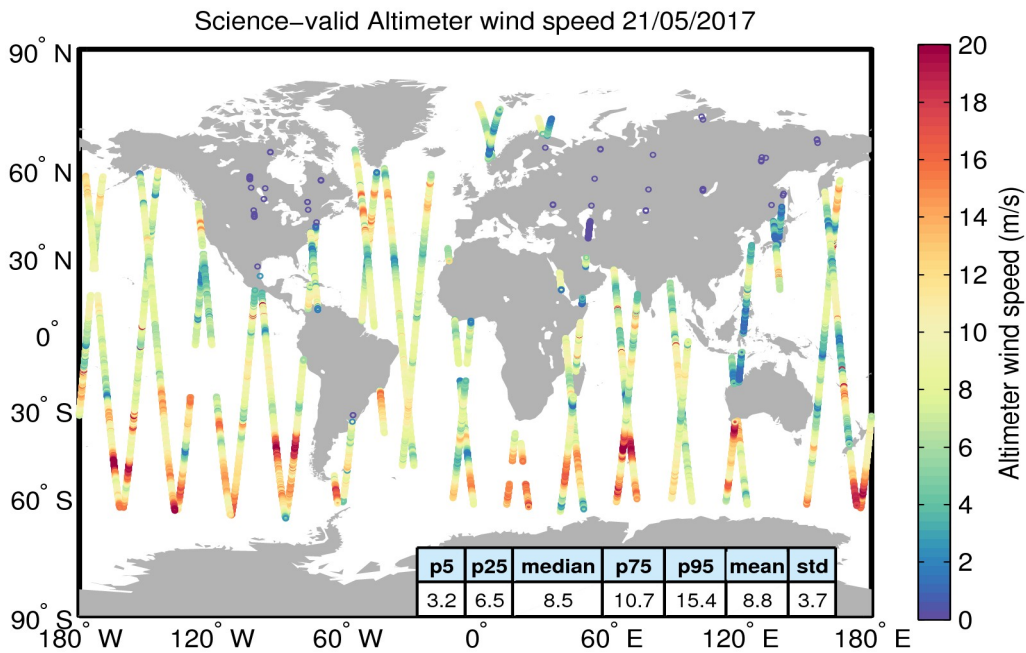 Science−valid Altimeter wind speed 21/05/2017
90° N
60° N
30° N
0°
30° S
60° S
90° S
180° W
120° W
60° W
0°
60° E
120° E
180° E
p5 p25 median p75 p95 mean std
3.2 6.5 8.5 10.7 15.4 8.8 3.7
20
18
16
14
12
10
8
6
4
2
0
Altimeter wind speed (m/s)